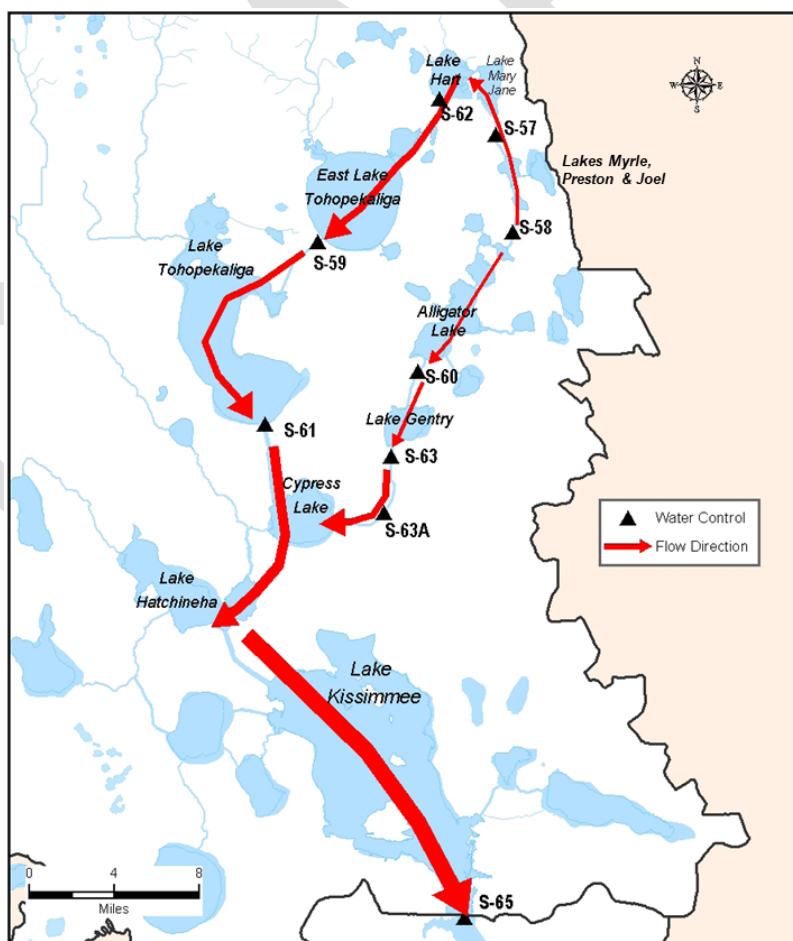 N
W E
S
Lake
Hart
Lake
Mary
Jane
S-62
S-57
Lakes Myrle,
Preston & Joel
East Lake
Tohopekaliga
S-58
S-59
Lake
Tohopekaliga
Alligator
Lake
S-60
Lake Gentry
S-61
S-63
Cypress
Lake
S-63A
Water Control
Flow Direction
Lake
Hatchineha
Lake
Kissimmee
0 4 8
Miles
S-65